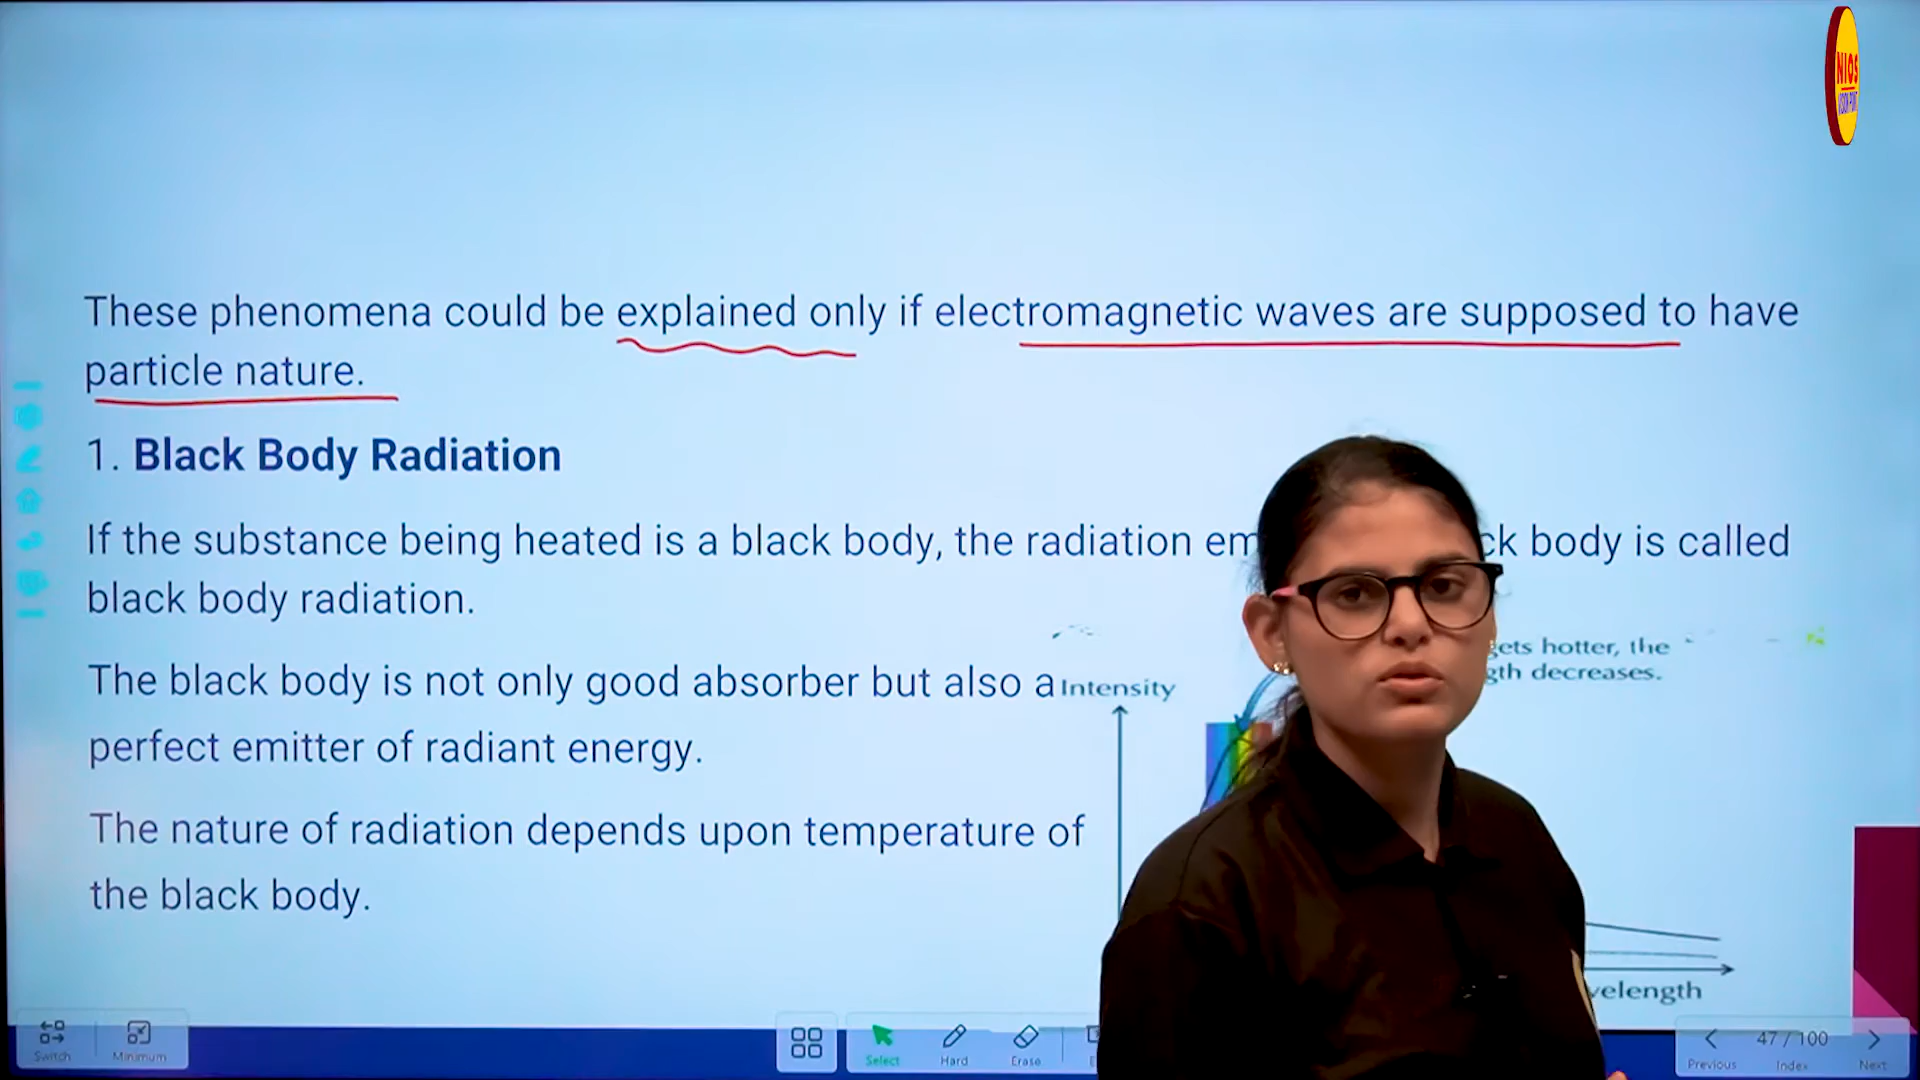 NIOS
VISION POINT
These phenomena could be explained only if electromagnetic waves are supposed to have
particle nature.
1. Black Body Radiation
If the substance being heated is a black body, the radiation em ck body is called
black body radiation.
gets hotter, the
gth decreases.
The black body is not only good absorber but also a
Intensity
perfect emitter of radiant energy.
The nature of radiation depends upon temperature of
the black body.
velength
Switch
Minimum
Select
Hard
Erase
47 / 100
Previous
Index
Next